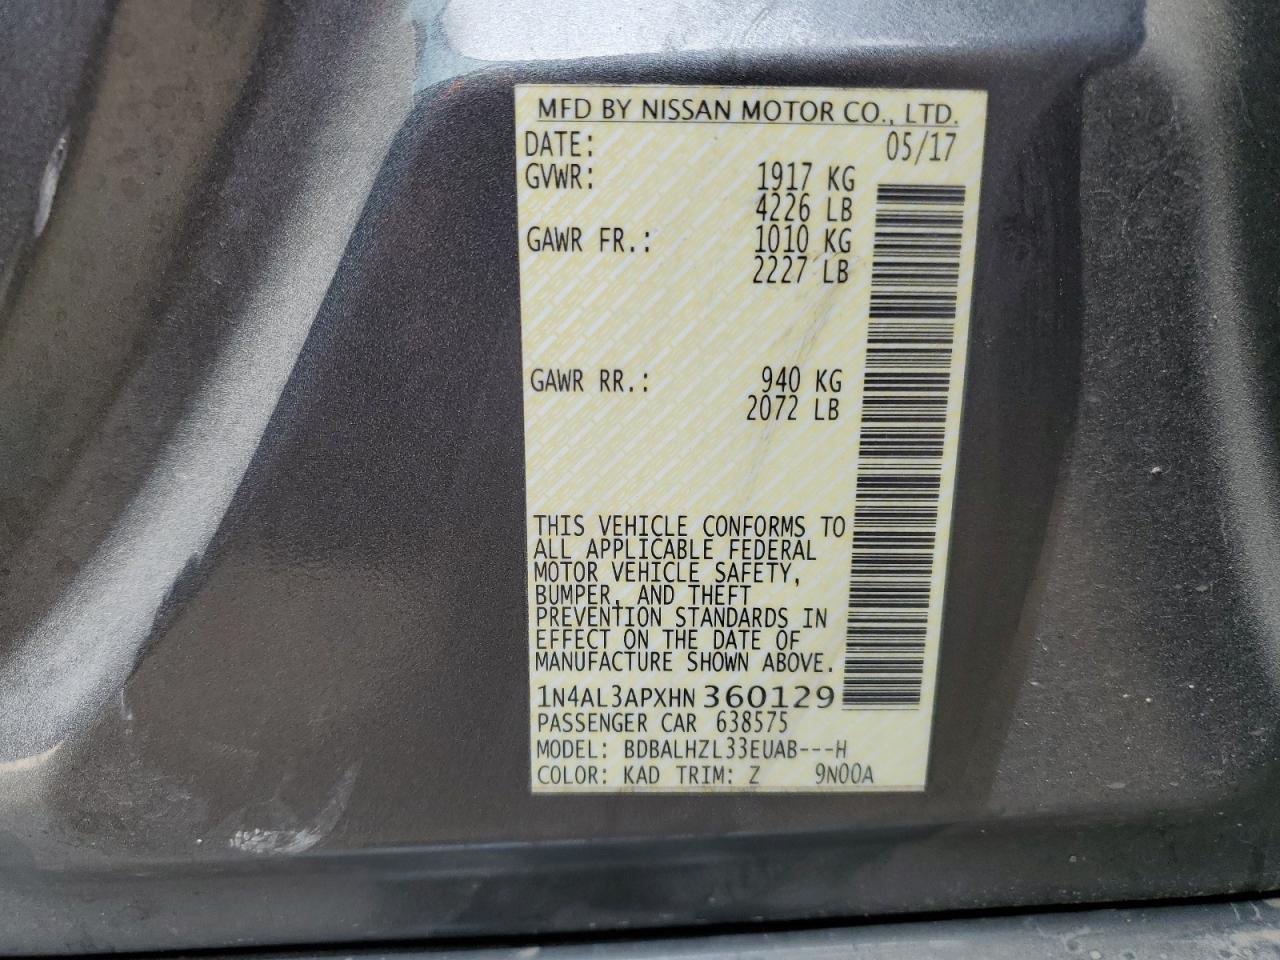 MFD BY NISSAN MOTOR CO., LTD.
DATE: 05/17
GVWR: 1917 KG
4226 LB
GAWR FR.: 1010 KG
2227 LB
GAWR RR.: 940 KG
2072 LB
THIS VEHICLE CONFORMS TO
ALL APPLICABLE FEDERAL
MOTOR VEHICLE SAFETY,
BUMPER, AND THEFT
PREVENTION STANDARDS IN
EFFECT ON THE DATE OF
MANUFACTURE SHOWN ABOVE.
1N4AL3APXHN360129
PASSENGER CAR 638575
MODEL: BDBALHZL33EUAB---H
COLOR: KAD TRIM: Z 9N00A